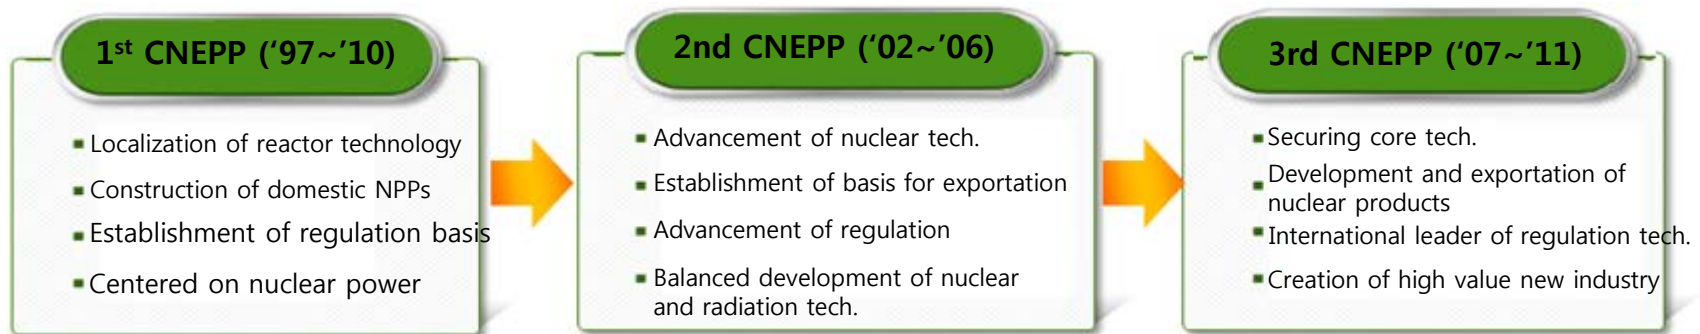 1st CNEPP (‘97~’10)
▪ Localization of reactor technology
▪ Construction of domestic NPPs
▪ Establishment of regulation basis
▪ Centered on nuclear power
2nd CNEPP (‘02~’06)
▪ Advancement of nuclear tech.
▪ Establishment of basis for exportation
▪ Advancement of regulation
▪ Balanced development of nuclear
and radiation tech.
3rd CNEPP (‘07~’11)
▪ Securing core tech.
▪ Development and exportation of
nuclear products
▪ International leader of regulation tech.
▪ Creation of high value new industry